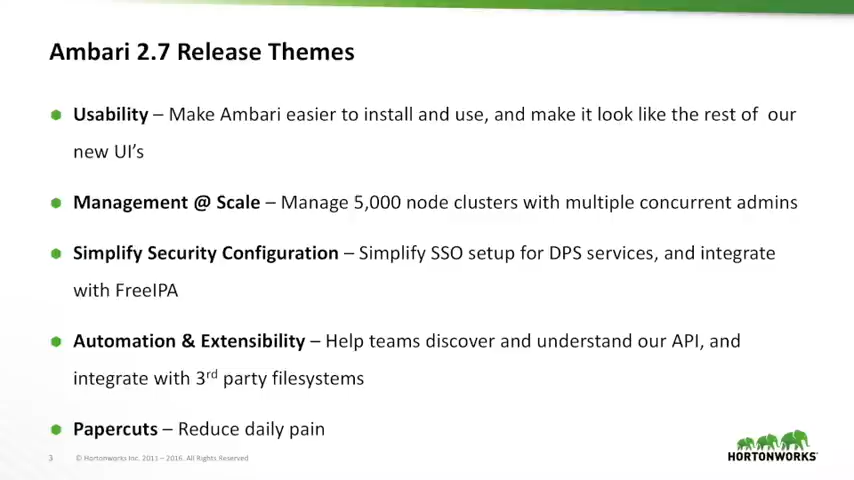 Ambari 2.7 Release Themes
Usability – Make Ambari easier to install and use, and make it look like the rest of our
new UI's
Management @ Scale – Manage 5,000 node clusters with multiple concurrent admins
Simplify Security Configuration – Simplify SSO setup for DPS services, and integrate
with FreeIPA
Automation & Extensibility – Help teams discover and understand our API, and
integrate with 3rd party filesystems
Papercuts – Reduce daily pain
3 © Hortonworks Inc. 2011 – 2016. All Rights Reserved
HORTONWORKS